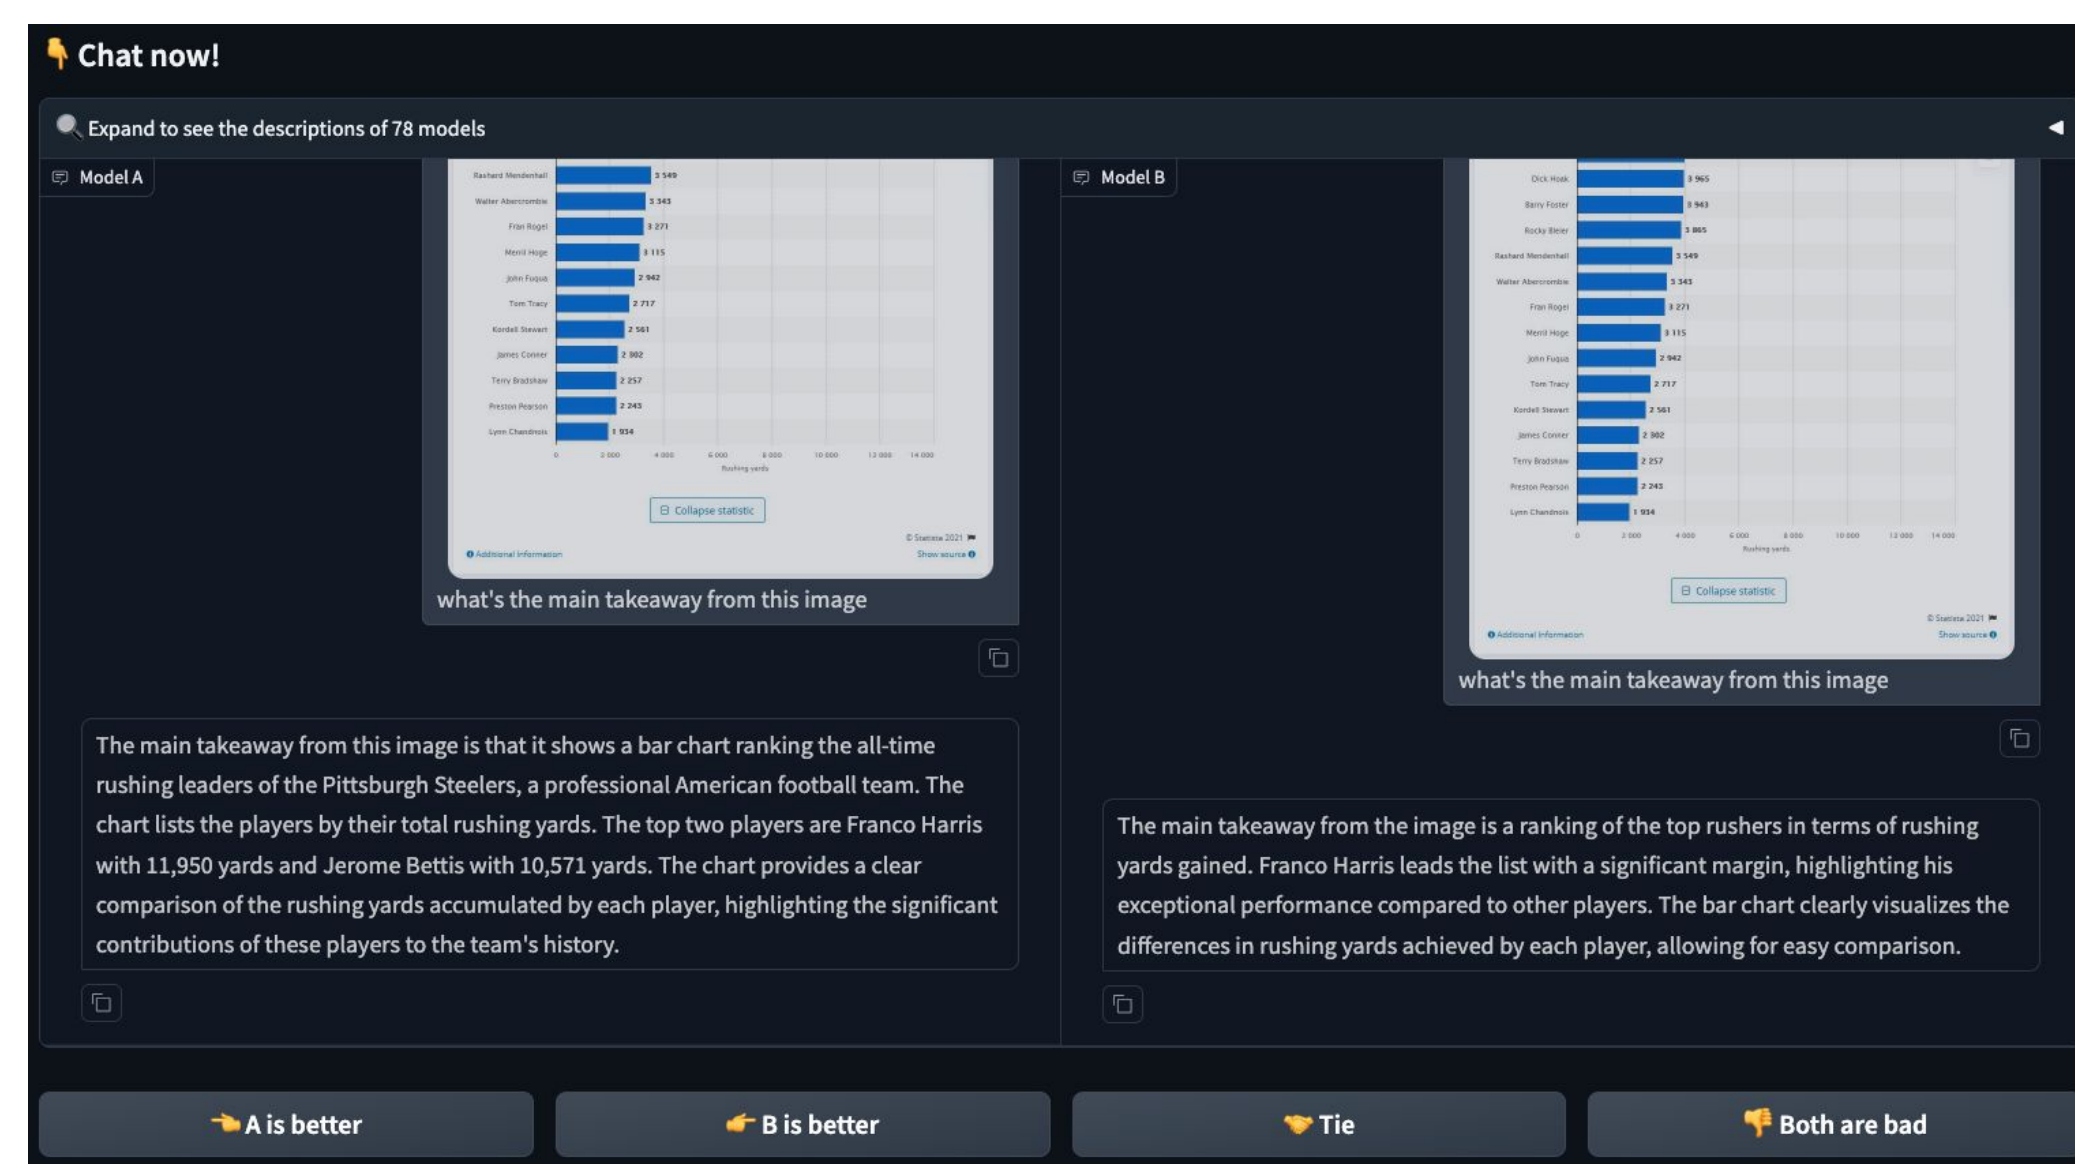 👇 Chat now!
🔍 Expand to see the descriptions of 78 models
Model A
Rashard Mendenhall 3 549
Walter Abercrombie 3 343
Fran Rogel 3 271
Merril Hoge 3 115
John Fuqua 2 942
Tom Tracy 2 717
Kordell Stewart 2 561
James Conner 2 302
Terry Bradshaw 2 257
Preston Pearson 2 243
Lynn Chandnois 1 934
0 2 000 4 000 6 000 8 000 10 000 12 000 14 000
Rushing yards
Collapse statistic
© Statista 2021
Additional Information Show source
what's the main takeaway from this image
The main takeaway from this image is that it shows a bar chart ranking the all-time
rushing leaders of the Pittsburgh Steelers, a professional American football team. The
chart lists the players by their total rushing yards. The top two players are Franco Harris
with 11,950 yards and Jerome Bettis with 10,571 yards. The chart provides a clear
comparison of the rushing yards accumulated by each player, highlighting the significant
contributions of these players to the team's history.
Model B
Dick Hoak 3 965
Barry Foster 3 943
Rocky Bleier 3 865
Rashard Mendenhall 3 549
Walter Abercrombie 3 343
Fran Rogel 3 271
Merril Hoge 3 115
John Fuqua 2 942
Tom Tracy 2 717
Kordell Stewart 2 561
James Conner 2 302
Terry Bradshaw 2 257
Preston Pearson 2 243
Lynn Chandnois 1 934
0 2 000 4 000 6 000 8 000 10 000 12 000 14 000
Rushing yards
Collapse statistic
© Statista 2021
Additional Information Show source
what's the main takeaway from this image
The main takeaway from the image is a ranking of the top rushers in terms of rushing
yards gained. Franco Harris leads the list with a significant margin, highlighting his
exceptional performance compared to other players. The bar chart clearly visualizes the
differences in rushing yards achieved by each player, allowing for easy comparison.
👈 A is better
👉 B is better
🤝 Tie
👎 Both are bad